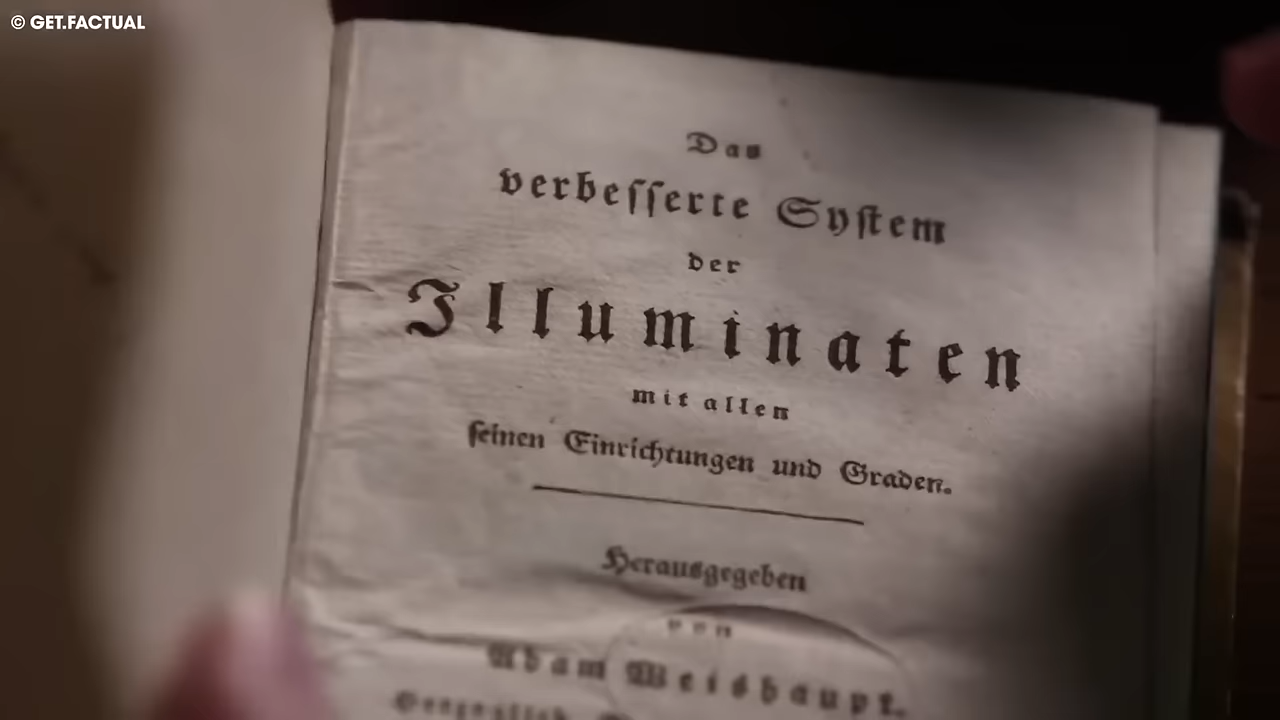 © GET.FACTUAL
Das
verbeſſerte Syſtem
der
Illuminaten
mit allen
ſeinen Einrichtungen und Graden.
Herausgegeben
von
Adam Weishaupt.